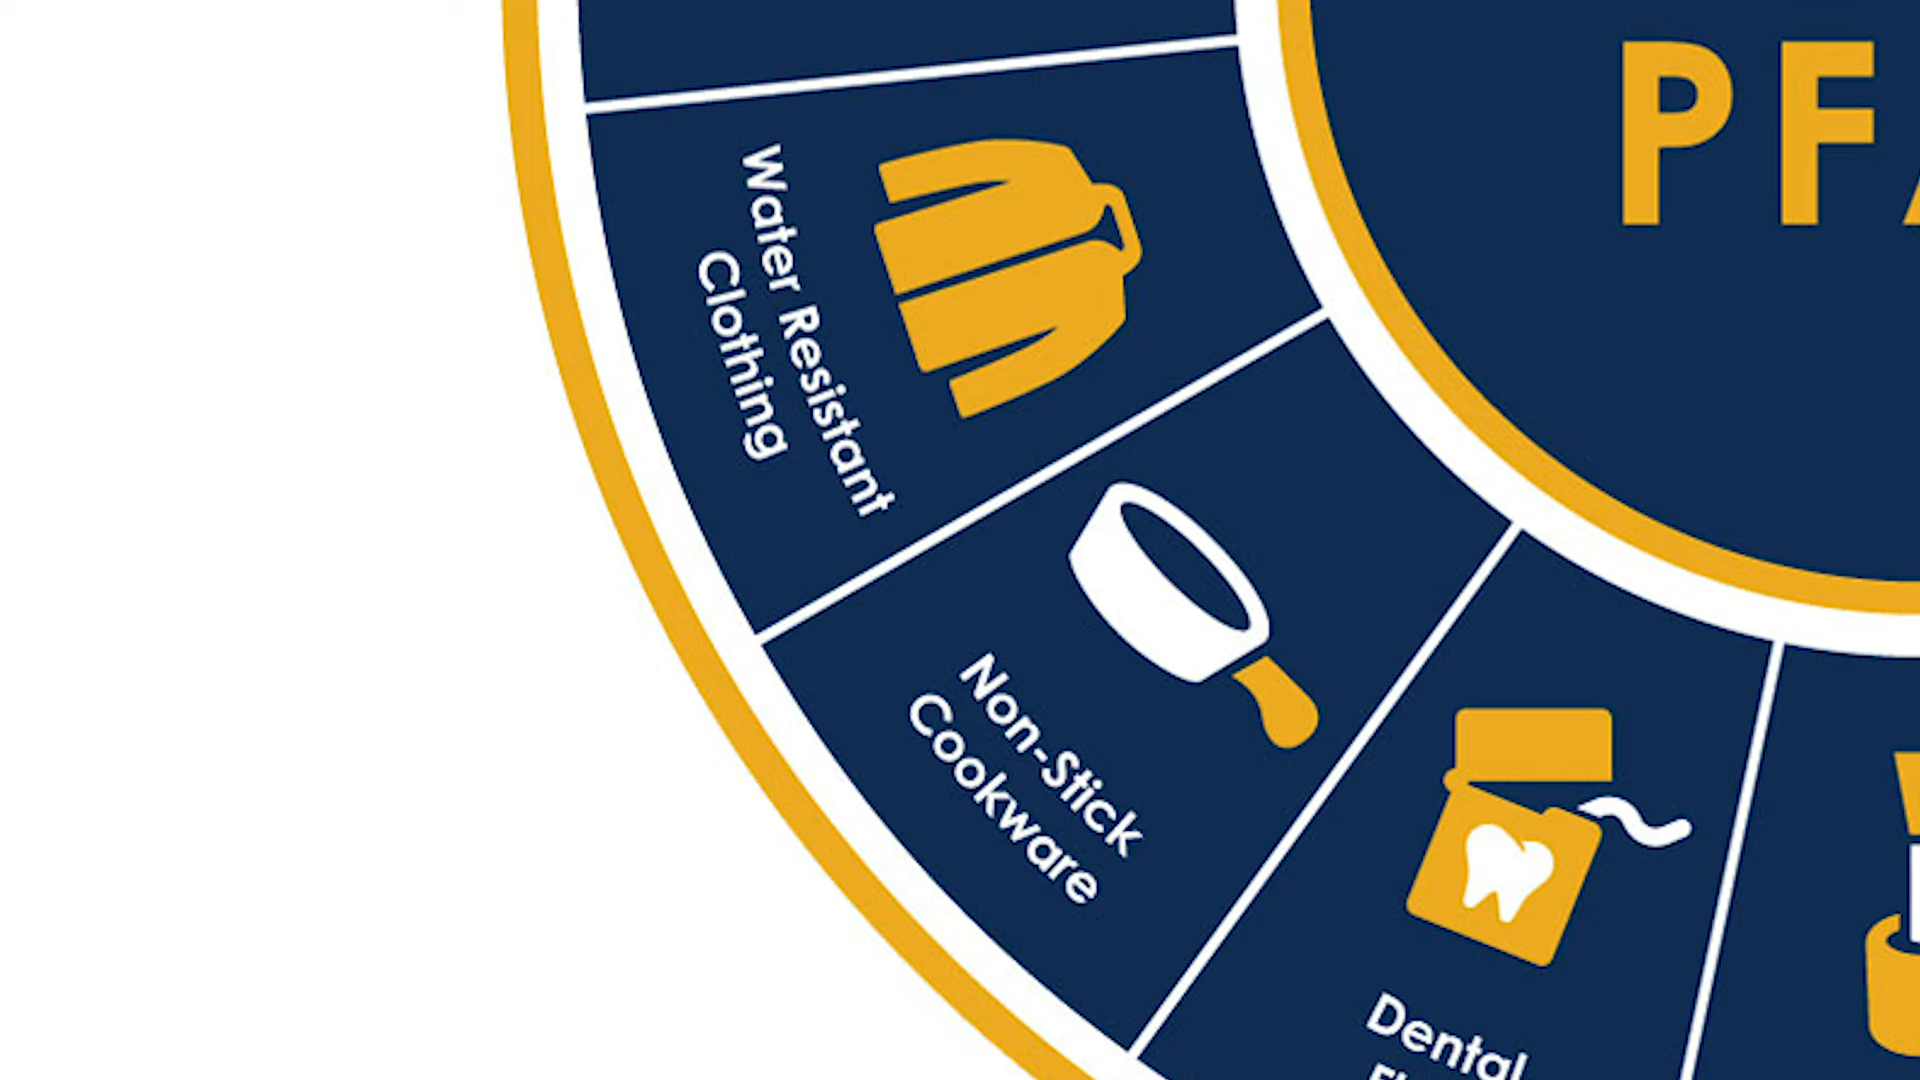 PF
Water Resistant
Clothing
Non-Stick
Cookware
Dental